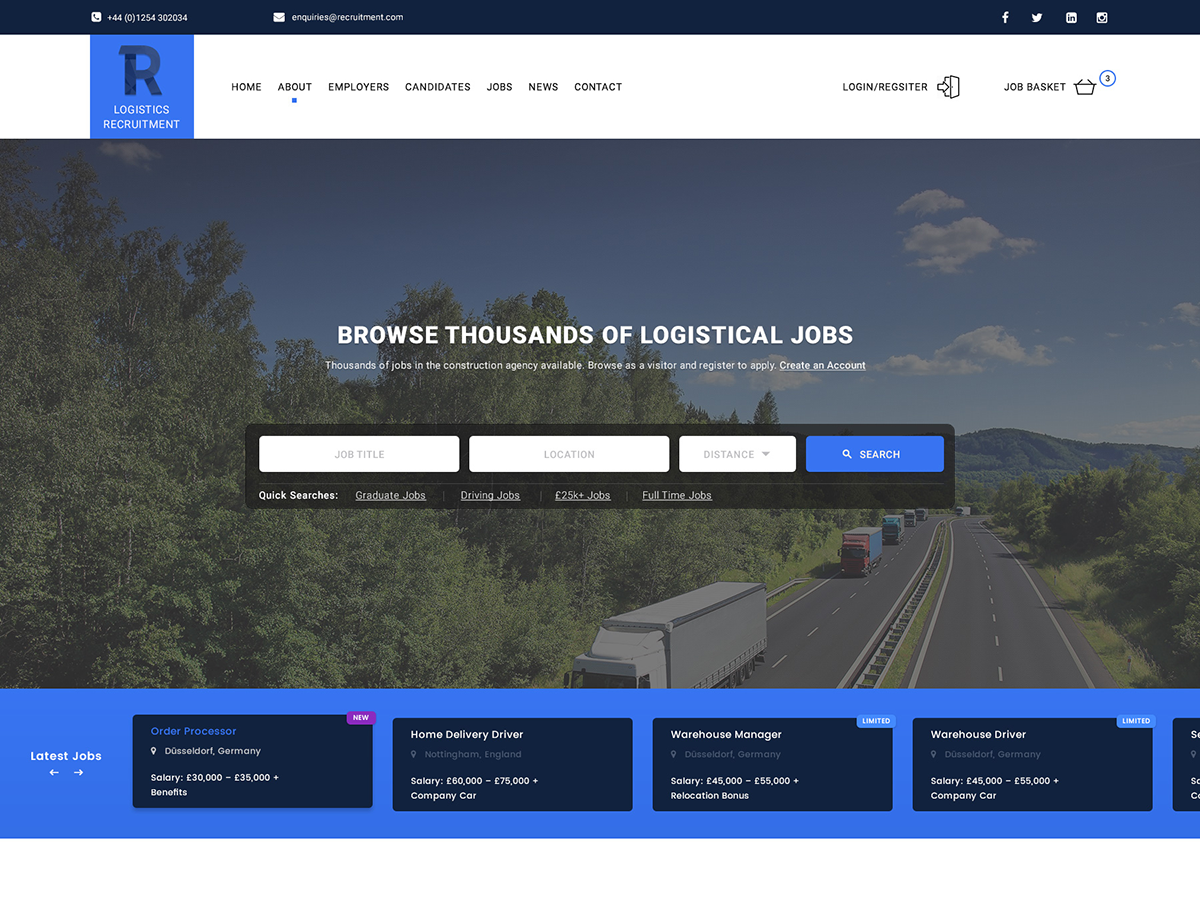 +44 (0)1254 302034
enquiries@recruitment.com
R
LOGISTICS
RECRUITMENT
HOME ABOUT EMPLOYERS CANDIDATES JOBS NEWS CONTACT
LOGIN/REGSITER
JOB BASKET 3
BROWSE THOUSANDS OF LOGISTICAL JOBS
Thousands of jobs in the construction agency available. Browse as a visitor and register to apply. Create an Account
JOB TITLE LOCATION DISTANCE SEARCH
Quick Searches: Graduate Jobs | Driving Jobs | £25k+ Jobs | Full Time Jobs
Latest Jobs
NEW
Order Processor
Düsseldorf, Germany
Salary: £30,000 – £35,000 +
Benefits
Home Delivery Driver
Nottingham, England
Salary: £60,000 – £75,000 +
Company Car
LIMITED
Warehouse Manager
Düsseldorf, Germany
Salary: £45,000 – £55,000 +
Relocation Bonus
LIMITED
Warehouse Driver
Düsseldorf, Germany
Salary: £45,000 – £55,000 +
Company Car